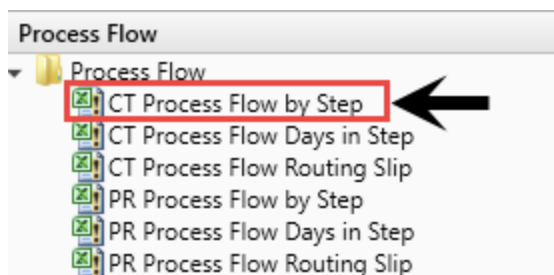 Process Flow
Process Flow
CT Process Flow by Step
CT Process Flow Days in Step
CT Process Flow Routing Slip
PR Process Flow by Step
PR Process Flow Days in Step
PR Process Flow Routing Slip